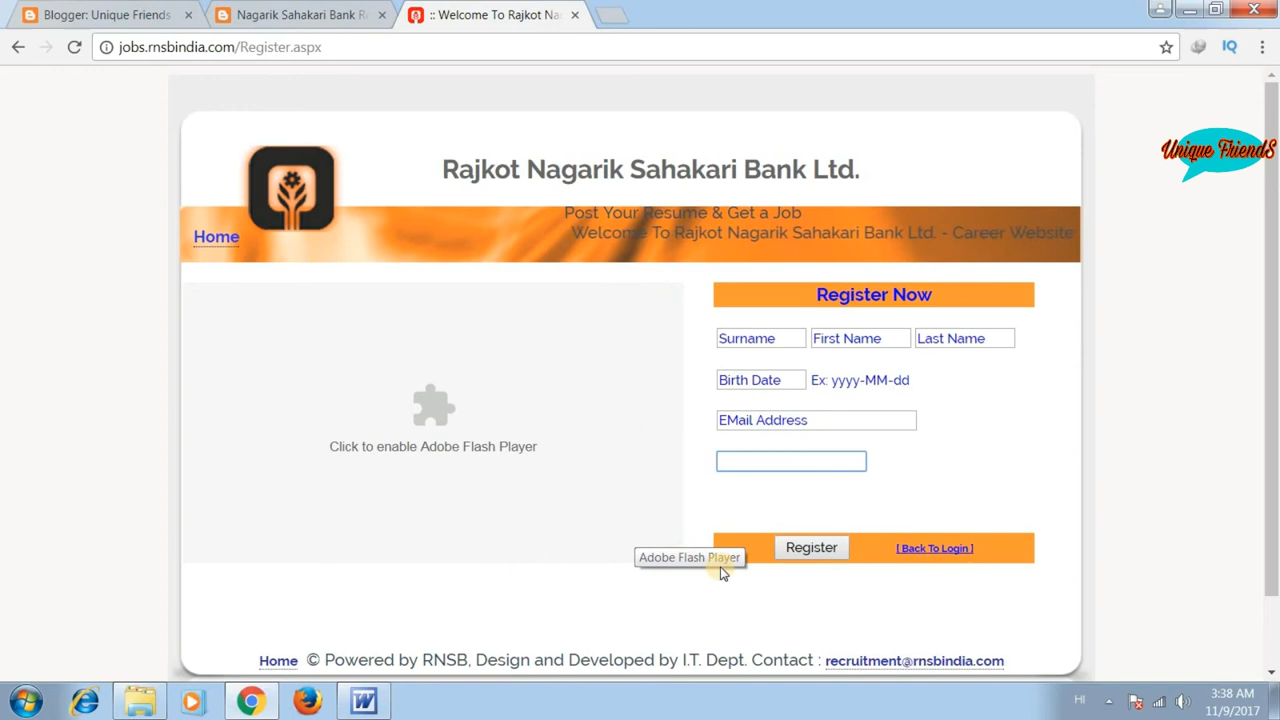 Blogger: Unique Friends
Nagarik Sahakari Bank R
:: Welcome To Rajkot Na
jobs.rnsbindia.com/Register.aspx
IQ
Unique FriendS
Rajkot Nagarik Sahakari Bank Ltd.
Post Your Resume & Get a Job
Welcome To Rajkot Nagarik Sahakari Bank Ltd. - Career Website
Home
Register Now
Surname First Name Last Name
Birth Date Ex: yyyy-MM-dd
EMail Address
Click to enable Adobe Flash Player
Register [ Back To Login ]
Adobe Flash Player
Home © Powered by RNSB, Design and Developed by I.T. Dept. Contact : recruitment@rnsbindia.com
HI
3:38 AM
11/9/2017